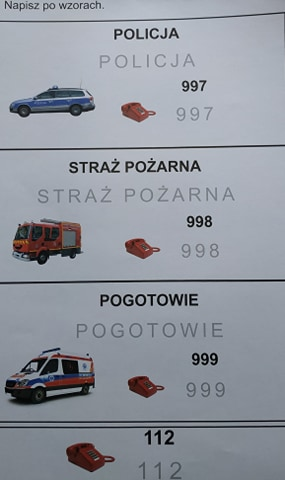 Napisz po wzorach.
POLICJA
POLICJA
997
997
STRAŻ POŻARNA
STRAŻ POŻARNA
998
998
POGOTOWIE
POGOTOWIE
999
999
112
112